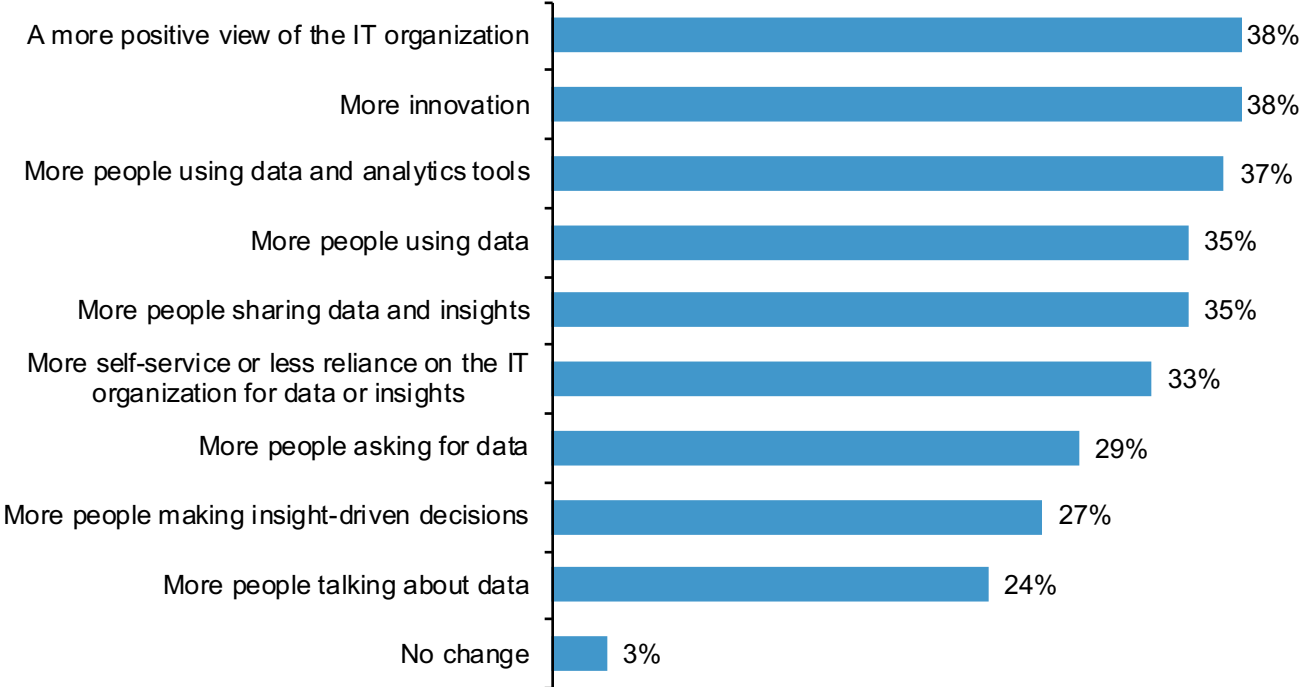 A more positive view of the IT organization
38%
More innovation
38%
More people using data and analytics tools
37%
More people using data
35%
More people sharing data and insights
35%
More self-service or less reliance on the IT
organization for data or insights
33%
More people asking for data
29%
More people making insight-driven decisions
27%
More people talking about data
24%
No change
3%